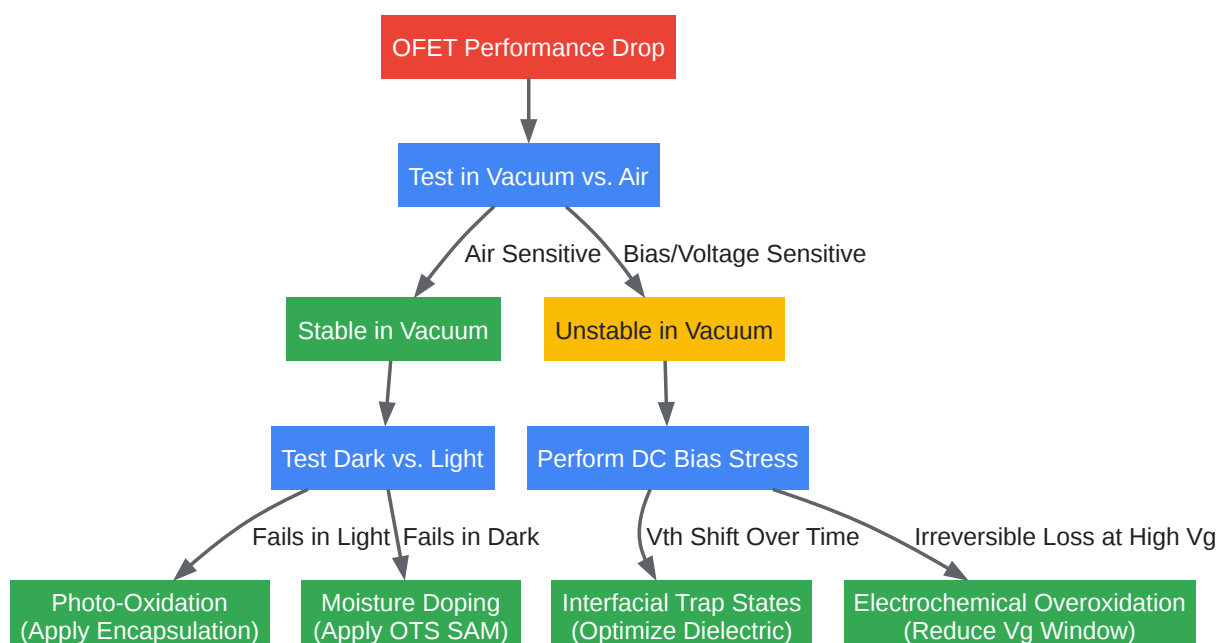 OFET Performance Drop
Test in Vacuum vs. Air
Air Sensitive
Bias/Voltage Sensitive
Stable in Vacuum
Unstable in Vacuum
Test Dark vs. Light
Perform DC Bias Stress
Fails in Light
Fails in Dark
Vth Shift Over Time
Irreversible Loss at High Vg
Photo-Oxidation
(Apply Encapsulation)
Moisture Doping
(Apply OTS SAM)
Interfacial Trap States
(Optimize Dielectric)
Electrochemical Overoxidation
(Reduce Vg Window)